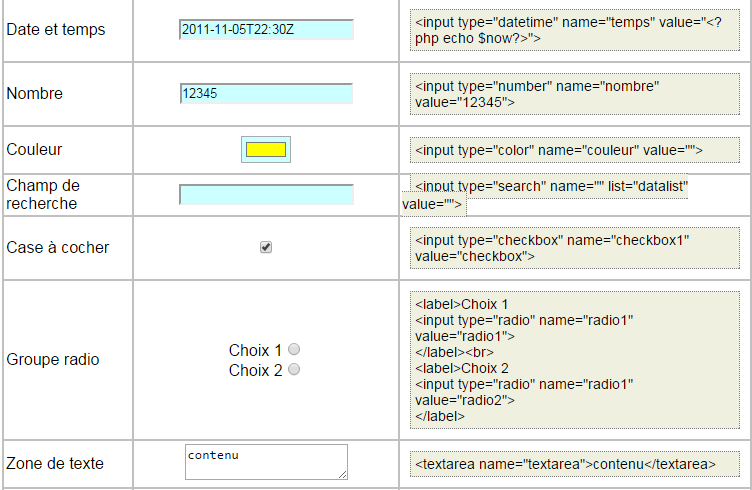 Date et temps
2011-11-05T22:30Z
<input type="datetime" name="temps" value="<?
php echo $now?>">
Nombre
12345
<input type="number" name="nombre"
value="12345">
Couleur
<input type="color" name="couleur" value="">
Champ de
recherche
<input type="search" name="" list="datalist"
value="">
Case à cocher
<input type="checkbox" name="checkbox1"
value="checkbox">
Groupe radio
Choix 1
Choix 2
<label>Choix 1
<input type="radio" name="radio1"
value="radio1">
</label><br>
<label>Choix 2
<input type="radio" name="radio1"
value="radio2">
</label>
Zone de texte
contenu
<textarea name="textarea">contenu</textarea>